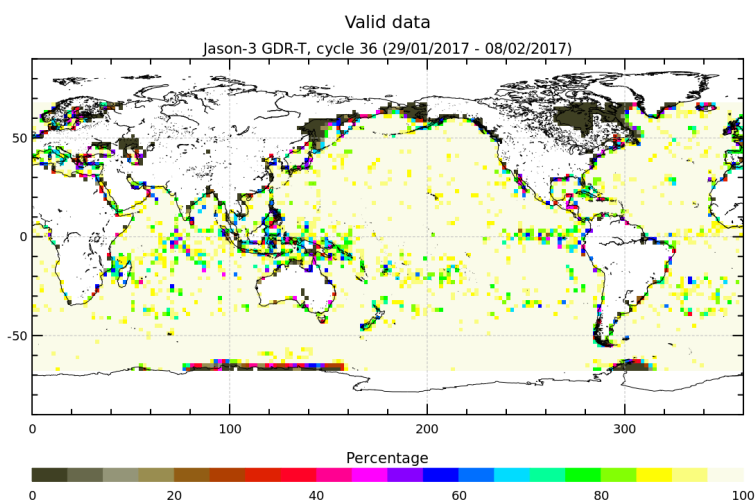 Valid data
Jason-3 GDR-T, cycle 36 (29/01/2017 - 08/02/2017)
50
0
-50
0 100 200 300
Percentage
0 20 40 60 80 100